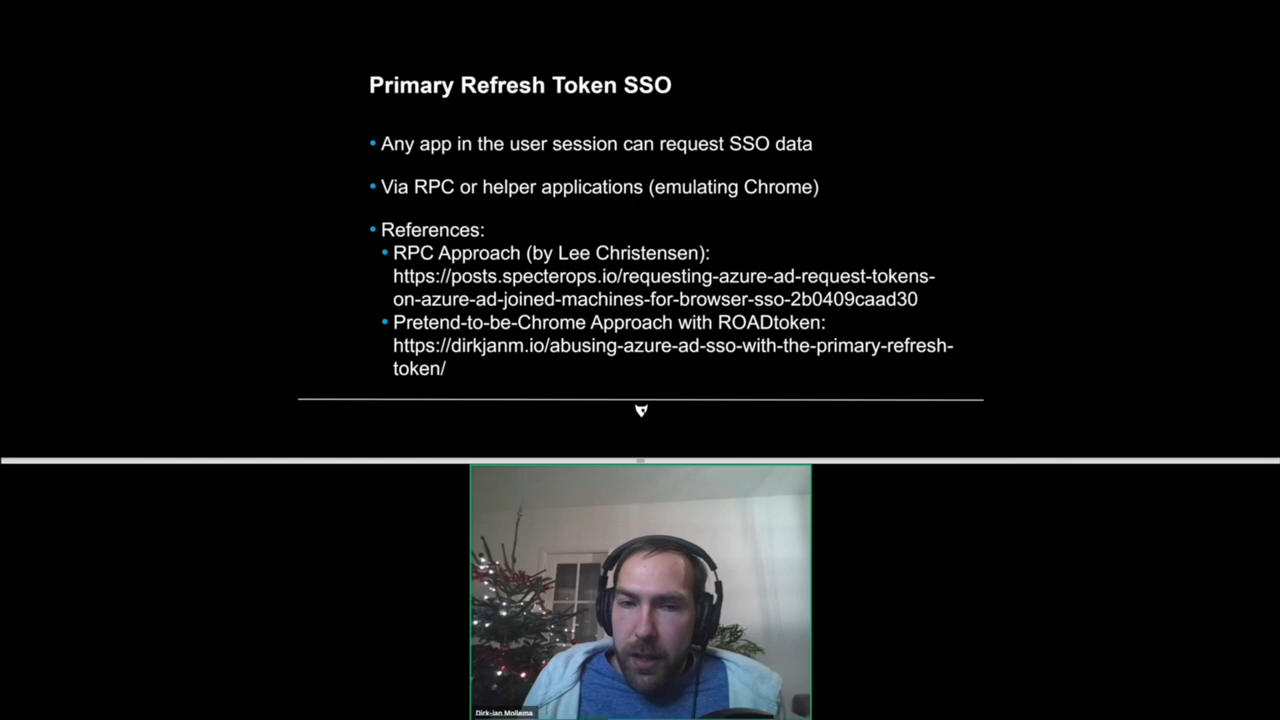 Primary Refresh Token SSO
• Any app in the user session can request SSO data
• Via RPC or helper applications (emulating Chrome)
• References:
• RPC Approach (by Lee Christensen):
https://posts.specterops.io/requesting-azure-ad-request-tokens-
on-azure-ad-joined-machines-for-browser-sso-2b0409caad30
• Pretend-to-be-Chrome Approach with ROADtoken:
https://dirkjanm.io/abusing-azure-ad-sso-with-the-primary-refresh-
token/
Dirk-jan Mollema